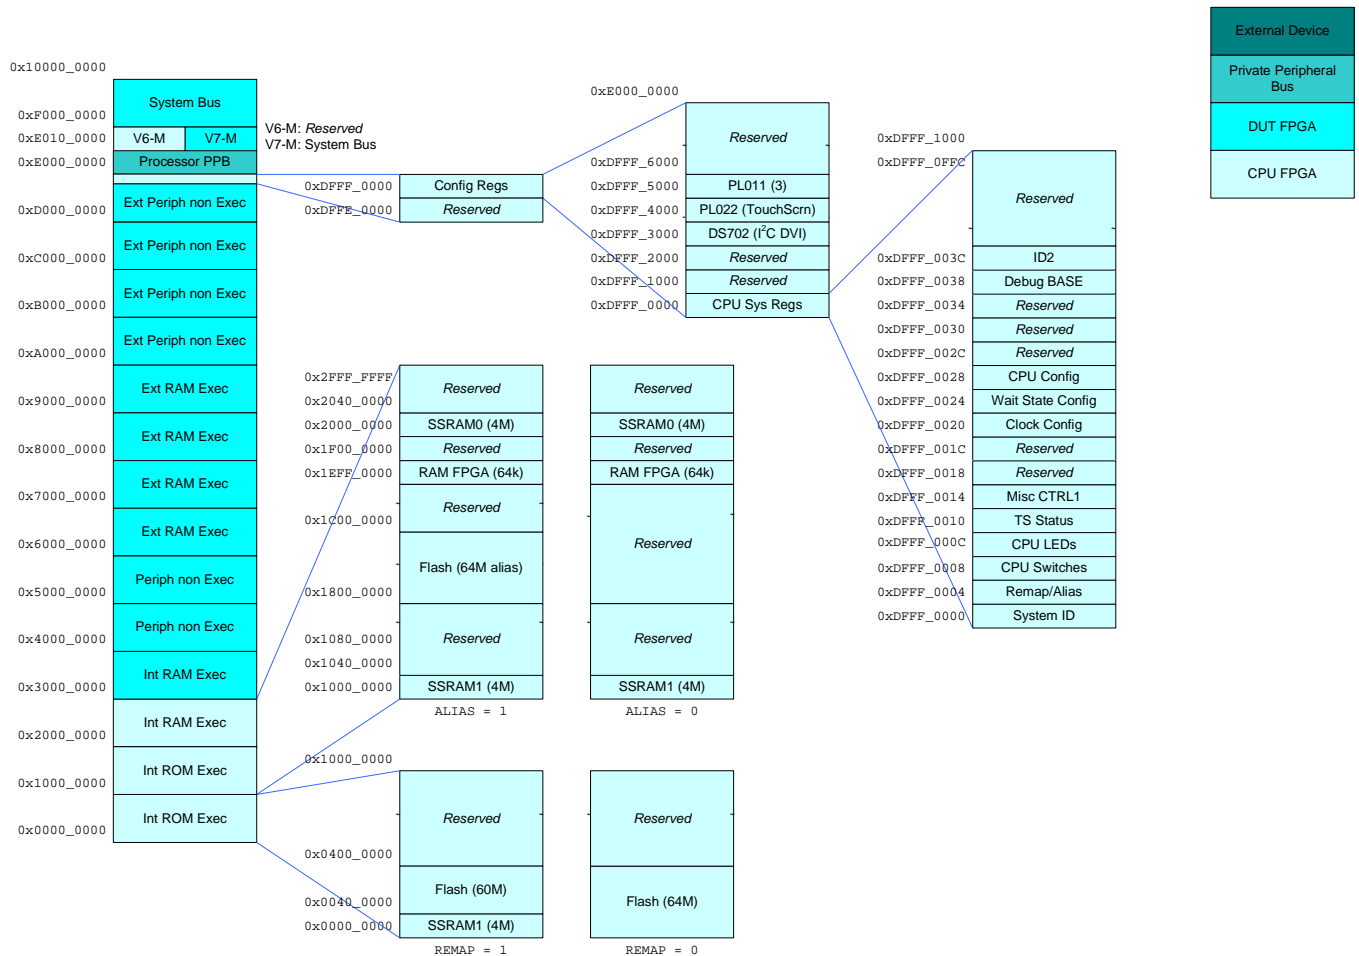 External Device
Private Peripheral
Bus
DUT FPGA
CPU FPGA
0x10000_0000
System Bus
0xF000_0000
0xE010_0000
V6-M
V7-M
V6-M: Reserved
V7-M: System Bus
0xE000_0000
Processor PPB
Ext Periph non Exec
0xD000_0000
Ext Periph non Exec
0xC000_0000
Ext Periph non Exec
0xB000_0000
Ext Periph non Exec
0xA000_0000
Ext RAM Exec
0x9000_0000
Ext RAM Exec
0x8000_0000
Ext RAM Exec
0x7000_0000
Ext RAM Exec
0x6000_0000
Periph non Exec
0x5000_0000
Periph non Exec
0x4000_0000
Int RAM Exec
0x3000_0000
Int RAM Exec
0x2000_0000
Int ROM Exec
0x1000_0000
Int ROM Exec
0x0000_0000
0xDFFF_0000
Config Regs
0xDFFE_0000
Reserved
0xE000_0000
Reserved
0xDFFF_6000
0xDFFF_5000
PL011 (3)
0xDFFF_4000
PL022 (TouchScrn)
0xDFFF_3000
DS702 (I2C DVI)
0xDFFF_2000
Reserved
0xDFFF_1000
Reserved
0xDFFF_0000
CPU Sys Regs
0xDFFF_1000
0xDFFF_0FFC
Reserved
0xDFFF_003C
ID2
0xDFFF_0038
Debug BASE
0xDFFF_0034
Reserved
0xDFFF_0030
Reserved
0xDFFF_002C
Reserved
0xDFFF_0028
CPU Config
0xDFFF_0024
Wait State Config
0xDFFF_0020
Clock Config
0xDFFF_001C
Reserved
0xDFFF_0018
Reserved
0xDFFF_0014
Misc CTRL1
0xDFFF_0010
TS Status
0xDFFF_000C
CPU LEDs
0xDFFF_0008
CPU Switches
0xDFFF_0004
Remap/Alias
0xDFFF_0000
System ID
0x2FFF_FFFF
Reserved
0x2040_0000
0x2000_0000
SSRAM0 (4M)
0x1F00_0000
Reserved
0x1EFF_0000
RAM FPGA (64k)
Reserved
0x1C00_0000
Flash (64M alias)
0x1800_0000
0x1080_0000
Reserved
0x1040_0000
0x1000_0000
SSRAM1 (4M)
ALIAS = 1
Reserved
SSRAM0 (4M)
Reserved
RAM FPGA (64k)
Reserved
Reserved
SSRAM1 (4M)
ALIAS = 0
0x1000_0000
Reserved
0x0400_0000
Flash (60M)
0x0040_0000
0x0000_0000
SSRAM1 (4M)
REMAP = 1
Reserved
Flash (64M)
REMAP = 0